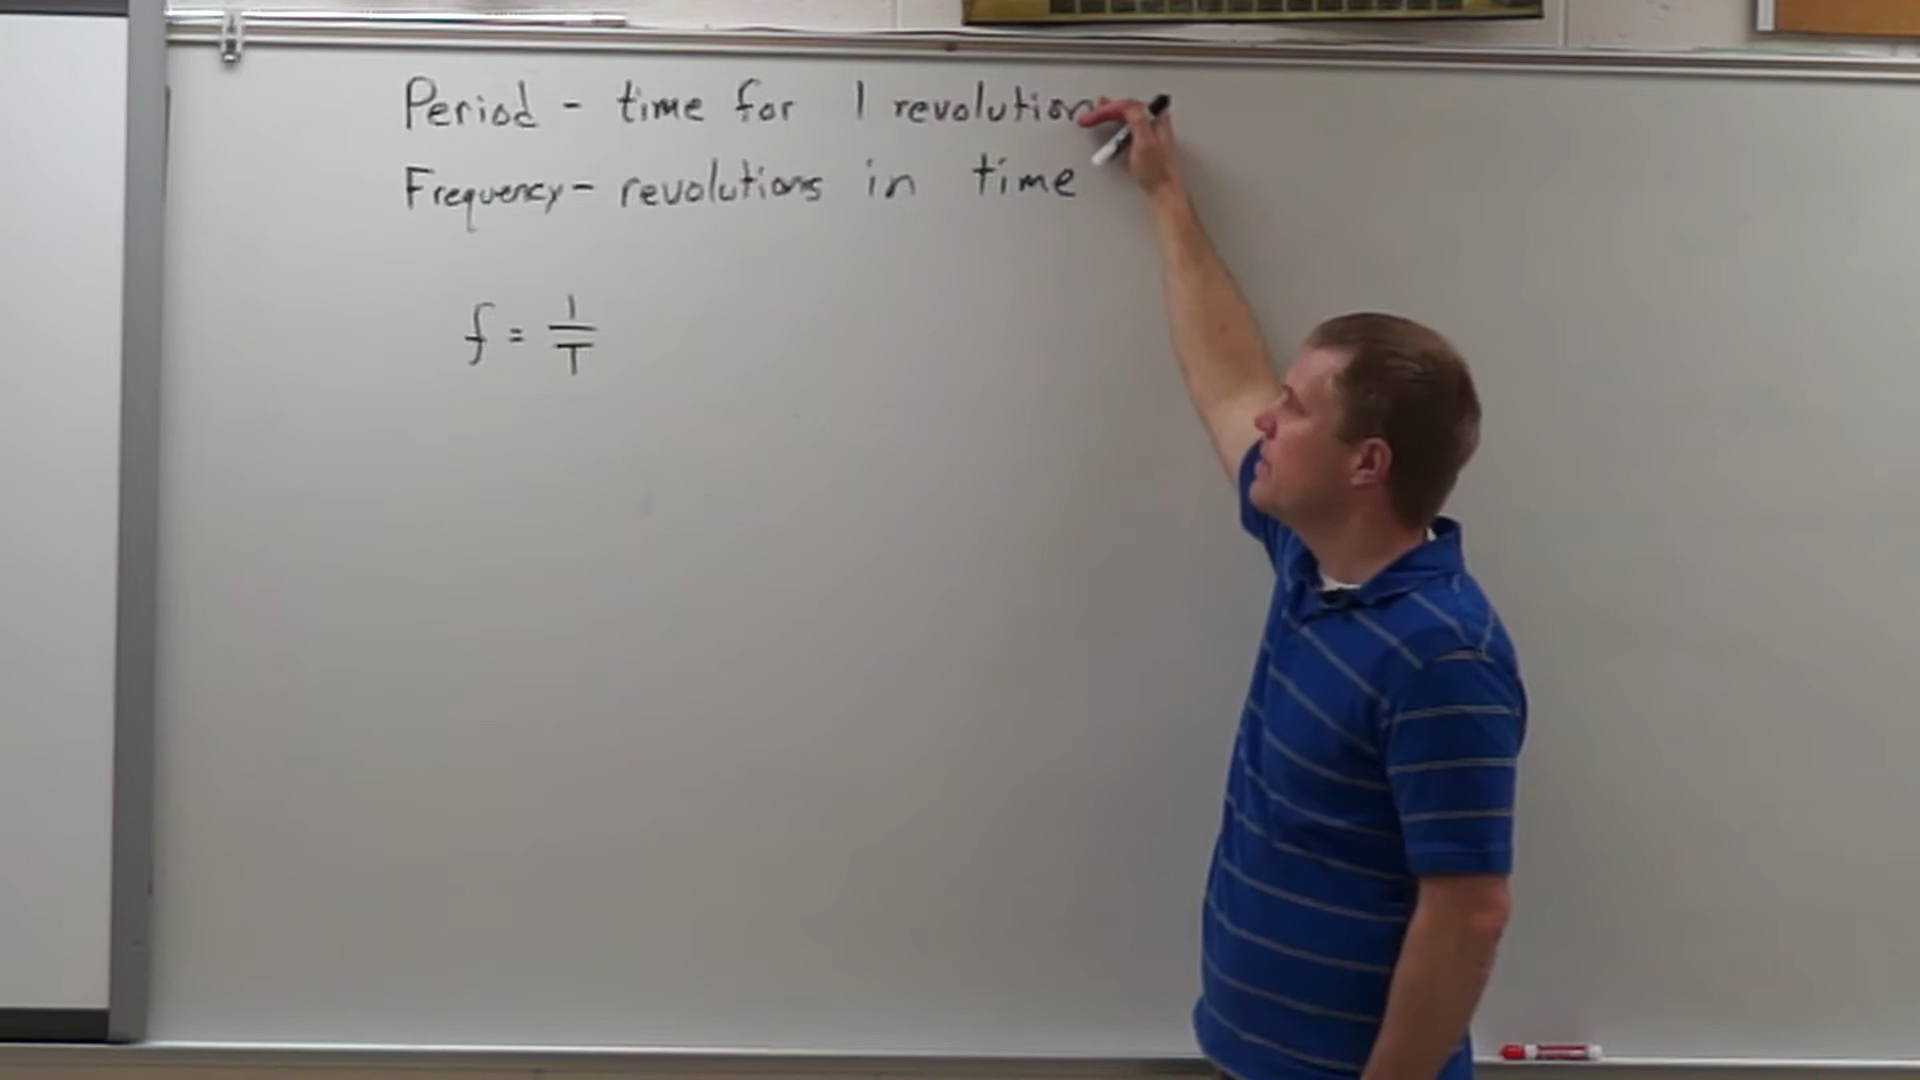 Period - time for 1 revolution
Frequency - revolutions in time
f = 1/T